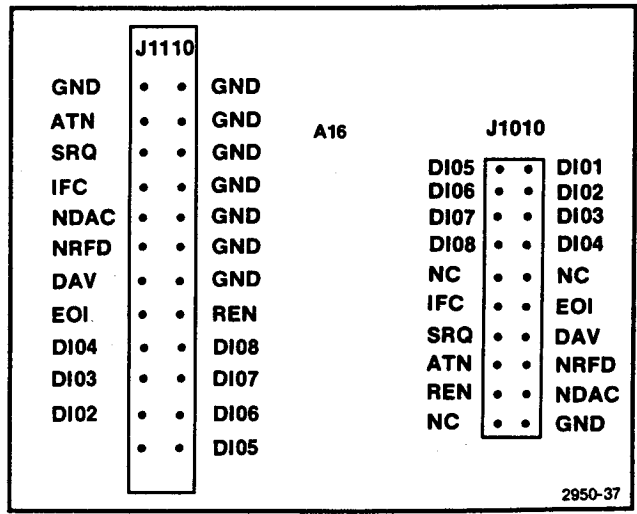 J1110
GND GND
ATN GND
SRQ GND
IFC GND
NDAC GND
NRFD GND
DAV GND
EOI REN
DI04 DI08
DI03 DI07
DI02 DI06
DI05
A16
J1010
DI05 DI01
DI06 DI02
DI07 DI03
DI08 DI04
NC NC
IFC EOI
SRQ DAV
ATN NRFD
REN NDAC
NC GND
2950-37